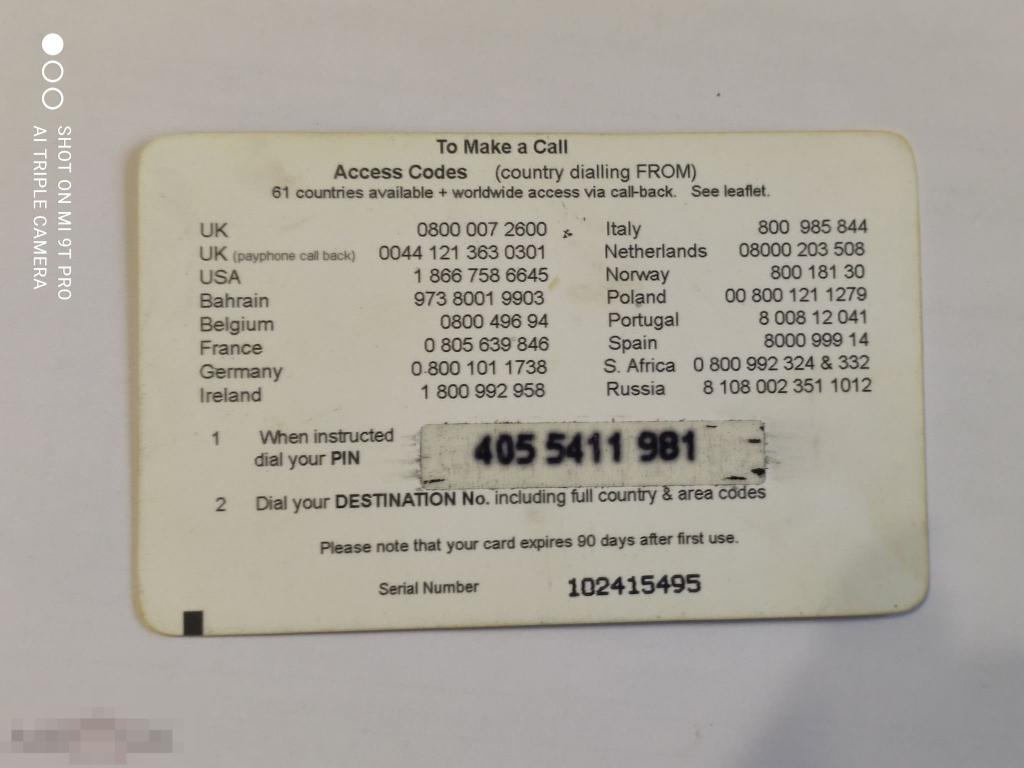 To Make a Call
Access Codes (country dialling FROM)
61 countries available + worldwide access via call-back. See leaflet.
UK 0800 007 2600
UK (payphone call back) 0044 121 363 0301
USA 1 866 758 6645
Bahrain 973 8001 9903
Belgium 0800 496 94
France 0 805 639 846
Germany 0 800 101 1738
Ireland 1 800 992 958
Italy 800 985 844
Netherlands 08000 203 508
Norway 800 181 30
Poland 00 800 121 1279
Portugal 8 008 12 041
Spain 8000 999 14
S. Africa 0 800 992 324 & 332
Russia 8 108 002 351 1012
1 When instructed
dial your PIN
405 5411 981
2 Dial your DESTINATION No. including full country & area codes
Please note that your card expires 90 days after first use.
Serial Number 102415495
SHOT ON MI 9T PRO
AI TRIPLE CAMERA